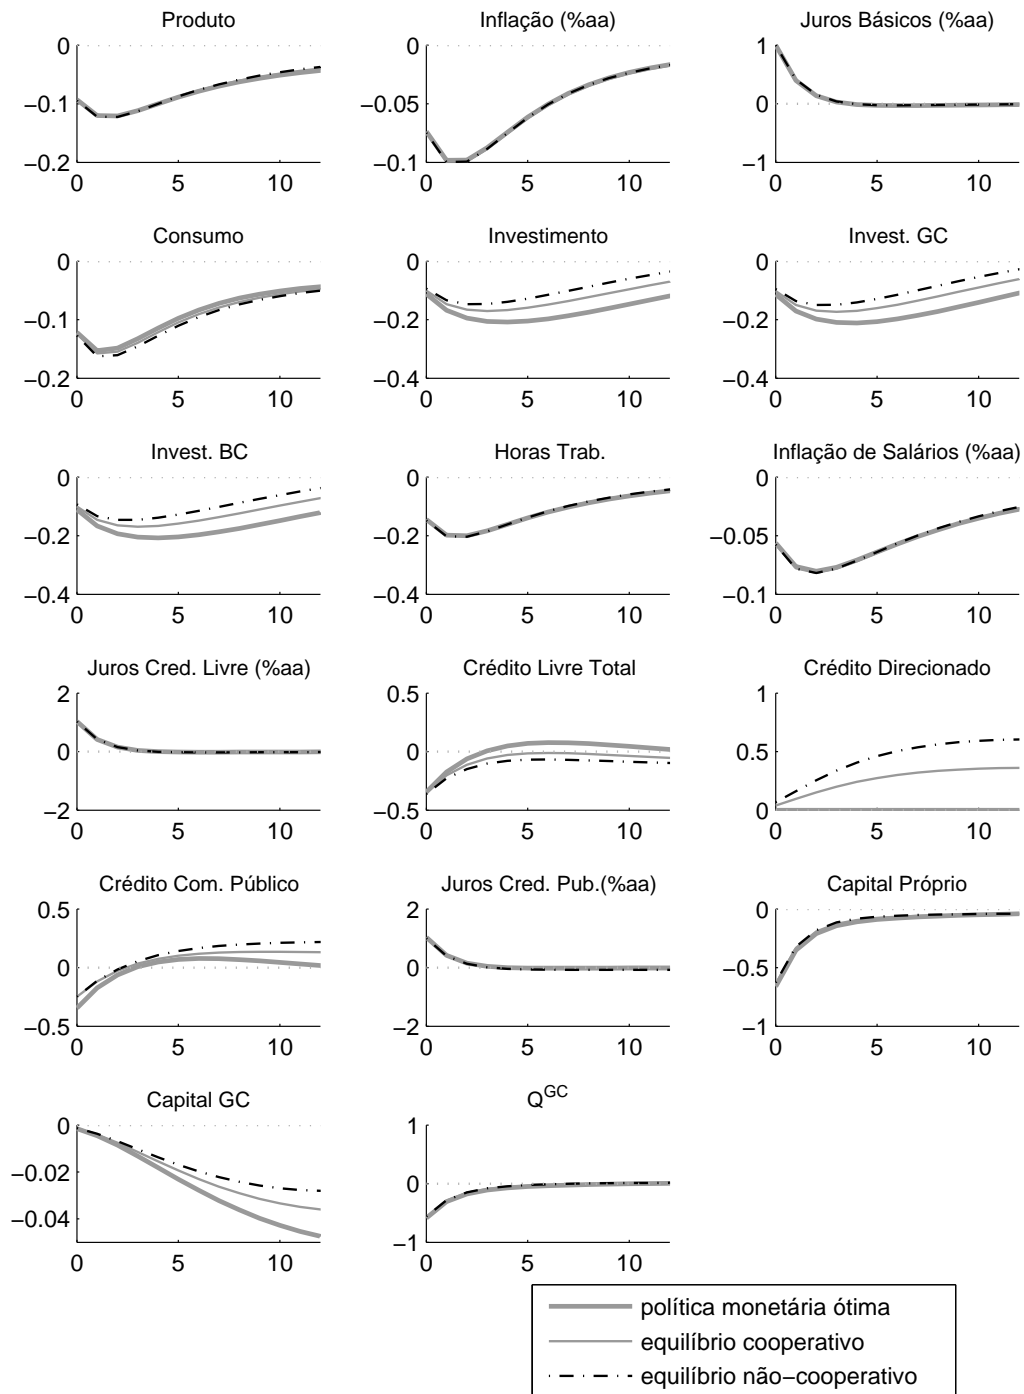 Produto
Inflação (%aa)
Juros Básicos (%aa)
0
−0.1
−0.2
0 5 10
0
−0.05
−0.1
0 5 10
1
0
−1
0 5 10
Consumo
Investimento
Invest. GC
0
−0.1
−0.2
0 5 10
0
−0.2
−0.4
0 5 10
0
−0.2
−0.4
0 5 10
Invest. BC
Horas Trab.
Inflação de Salários (%aa)
0
−0.2
−0.4
0 5 10
0
−0.2
−0.4
0 5 10
0
−0.05
−0.1
0 5 10
Juros Cred. Livre (%aa)
Crédito Livre Total
Crédito Direcionado
2
0
−2
0 5 10
0.5
0
−0.5
0 5 10
1
0.5
0
0 5 10
Crédito Com. Público
Juros Cred. Pub.(%aa)
Capital Próprio
0.5
0
−0.5
0 5 10
2
0
−2
0 5 10
0
−0.5
−1
0 5 10
Capital GC
Q^GC
0
−0.02
−0.04
0 5 10
1
0
−1
0 5 10
política monetária ótima
equilíbrio cooperativo
equilíbrio não−cooperativo